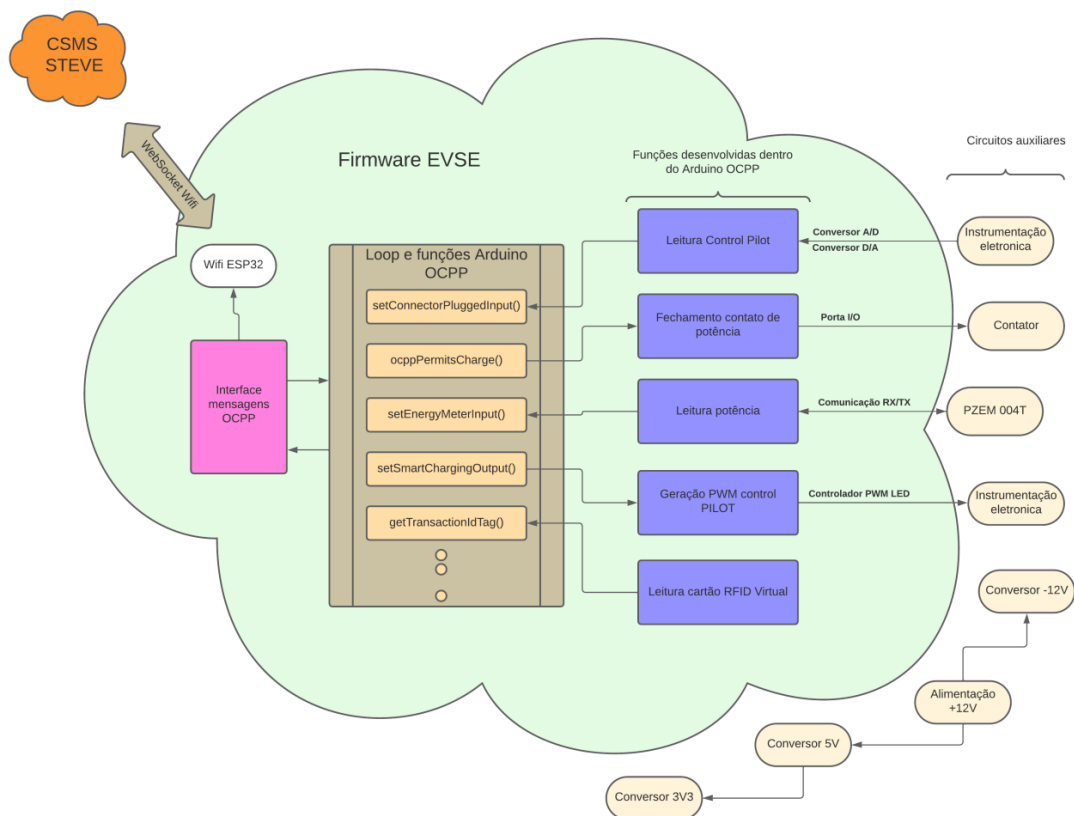 CSMS
STEVE
WebSocket Wifi
Firmware EVSE
Funções desenvolvidas dentro
do Arduino OCPP
Circuitos auxiliares
Wifi ESP32
Interface
mensagens
OCPP
Loop e funções Arduino
OCPP
setConnectorPluggedInput()
ocppPermitsCharge()
setEnergyMeterInput()
setSmartChargingOutput()
getTransactionIdTag()
Leitura Control Pilot
Conversor A/D
Conversor D/A
Instrumentação
eletronica
Fechamento contato de
potência
Porta I/O
Contator
Leitura potência
Comunicação RX/TX
PZEM 004T
Geração PWM control
PILOT
Controlador PWM LED
Instrumentação
eletronica
Leitura cartão RFID Virtual
Conversor -12V
Alimentação
+12V
Conversor 5V
Conversor 3V3